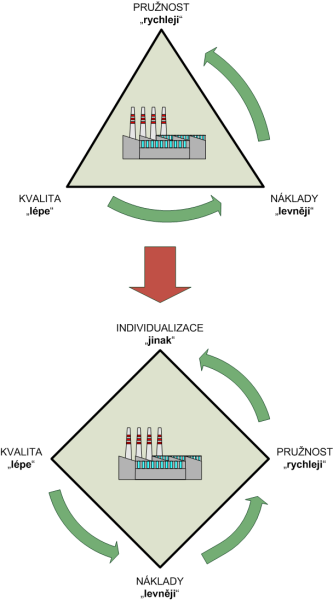 PRUŽNOST
„rychleji“
KVALITA
„lépe“
NÁKLADY
„levněji“
INDIVIDUALIZACE
„jinak“
KVALITA
„lépe“
PRUŽNOST
„rychleji“
NÁKLADY
„levněji“